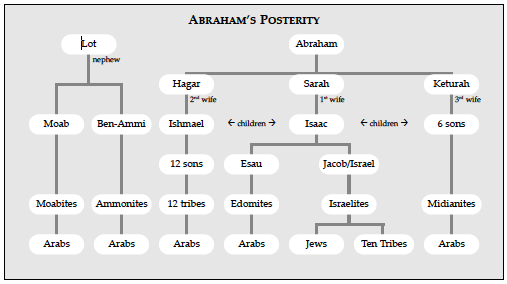 ABRAHAM'S POSTERITY
Lot
Abraham
nephew
Hagar
Sarah
Keturah
2nd wife
1st wife
3rd wife
Moab
Ben-Ammi
Ishmael
← children →
Isaac
← children →
6 sons
12 sons
Esau
Jacob/Israel
Moabites
Ammonites
12 tribes
Edomites
Israelites
Midianites
Arabs
Arabs
Arabs
Arabs
Jews
Ten Tribes
Arabs